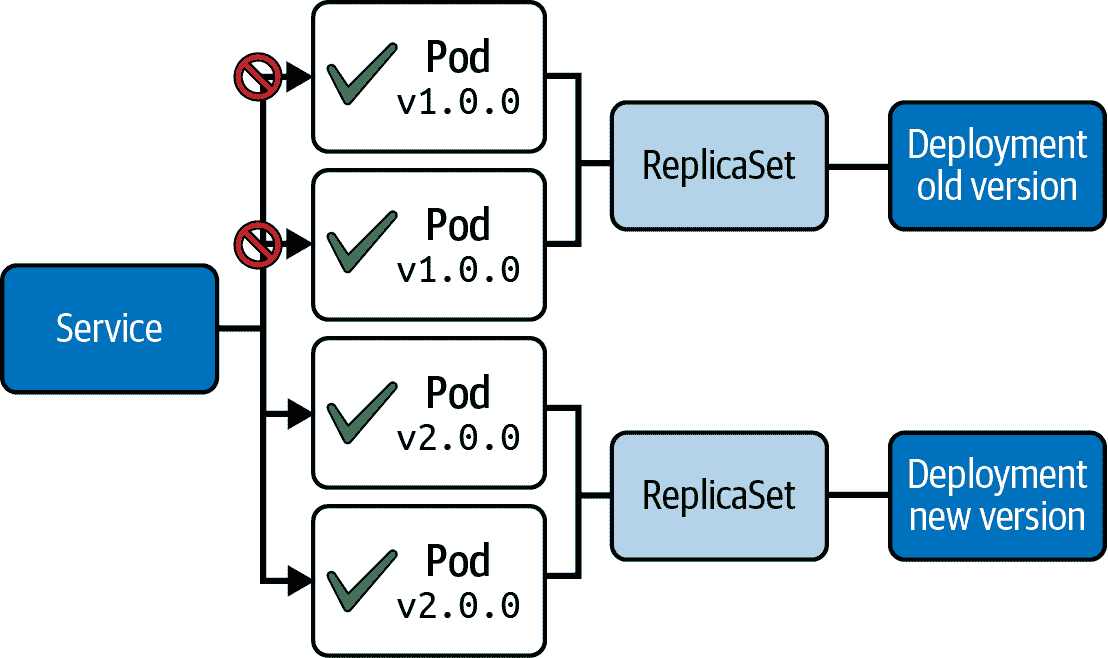 Pod
v1.0.0
ReplicaSet
Deployment
old version
Pod
v1.0.0
Service
Pod
v2.0.0
ReplicaSet
Deployment
new version
Pod
v2.0.0